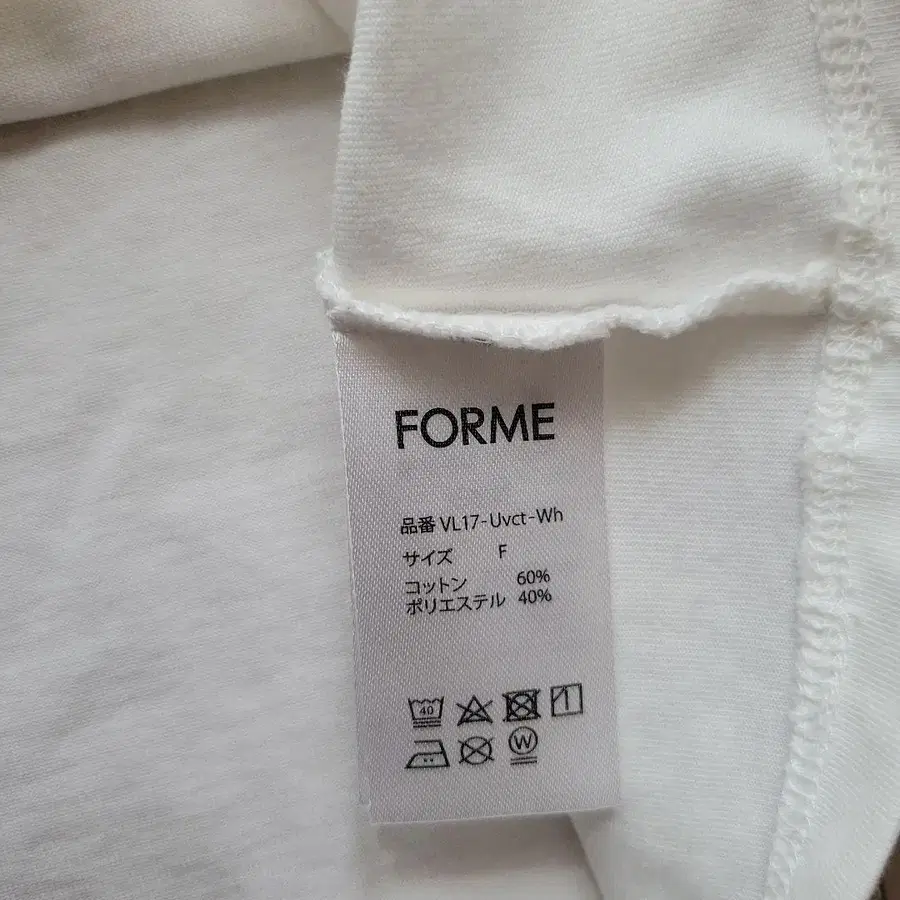 FORME
品番 VL17-Uvct-Wh
サイズ F
コットン 60%
ポリエステル 40%
40
W